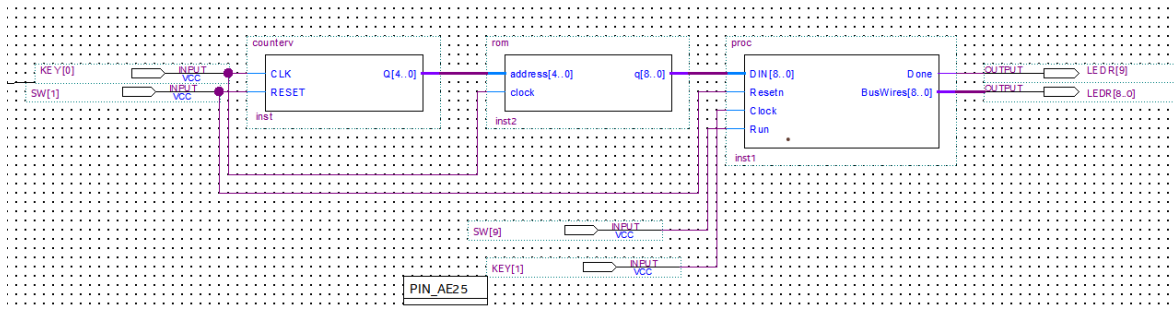 counterv
rom
proc
KEY[0]
INPUT
VCC
CLK
Q[4..0]
address[4..0]
q[8..0]
DIN[8..0]
Done
OUTPUT
LEDR[9]
SW[1]
INPUT
VCC
RESET
clock
Resetn
BusWires[8..0]
OUTPUT
LEDR[8..0]
Clock
Run
inst
inst2
inst1
SW[9]
INPUT
VCC
KEY[1]
INPUT
VCC
PIN_AE25